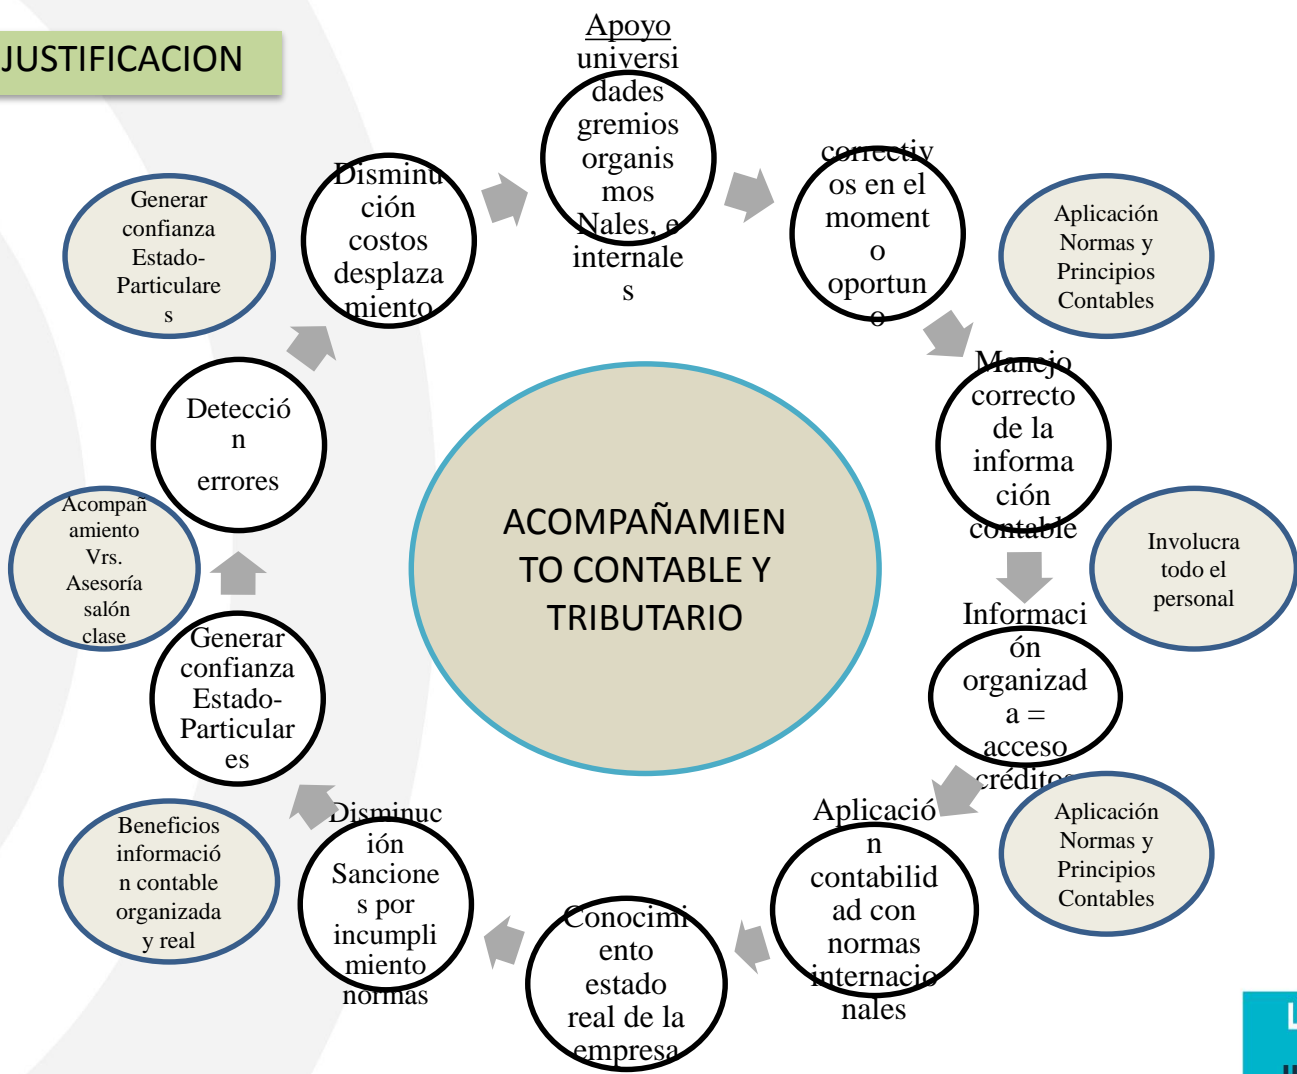 JUSTIFICACION
Apoyo
universi
dades
gremios
organis
mos
Nales, e
internale
s
correctiv
os en el
moment
o
oportun
o
Aplicación
Normas y
Principios
Contables
Manejo
correcto
de la
informa
ción
contable
Involucra
todo el
personal
Informaci
ón
organizad
a =
acceso
créditos
Aplicación
Normas y
Principios
Contables
Aplicació
n
contabilid
ad con
normas
internacio
nales
Conocimi
ento
estado
real de la
empresa
Disminuc
ión
Sancione
s por
incumpli
miento
normas
Beneficios
informació
n contable
organizada
y real
Generar
confianza
Estado-
Particular
es
Acompañ
amiento
Vrs.
Asesoría
salón
clase
Detecció
n
errores
Generar
confianza
Estado-
Particulare
s
Disminu
ción
costos
desplaza
miento
ACOMPAÑAMIEN
TO CONTABLE Y
TRIBUTARIO